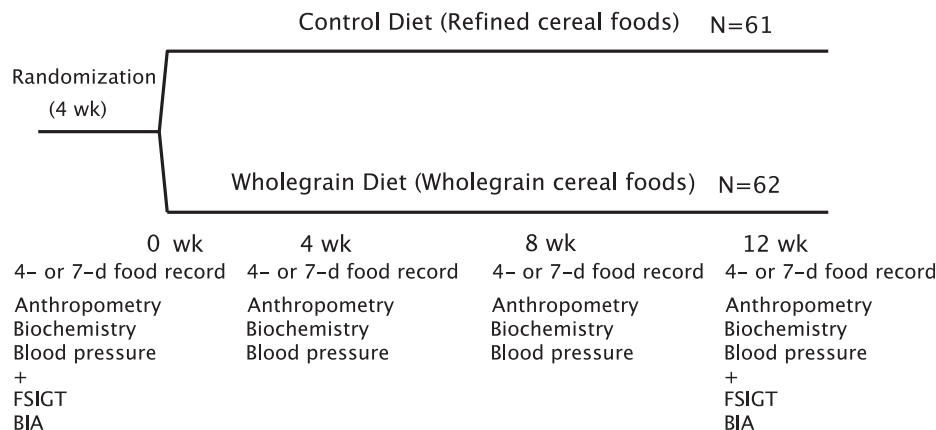 Control Diet (Refined cereal foods) N=61
Randomization
(4 wk)
Wholegrain Diet (Wholegrain cereal foods) N=62
0 wk 4 wk 8 wk 12 wk
4- or 7-d food record 4- or 7-d food record 4- or 7-d food record 4- or 7-d food record
Anthropometry Anthropometry Anthropometry Anthropometry
Biochemistry Biochemistry Biochemistry Biochemistry
Blood pressure Blood pressure Blood pressure Blood pressure
+ +
FSIGT FSIGT
BIA BIA